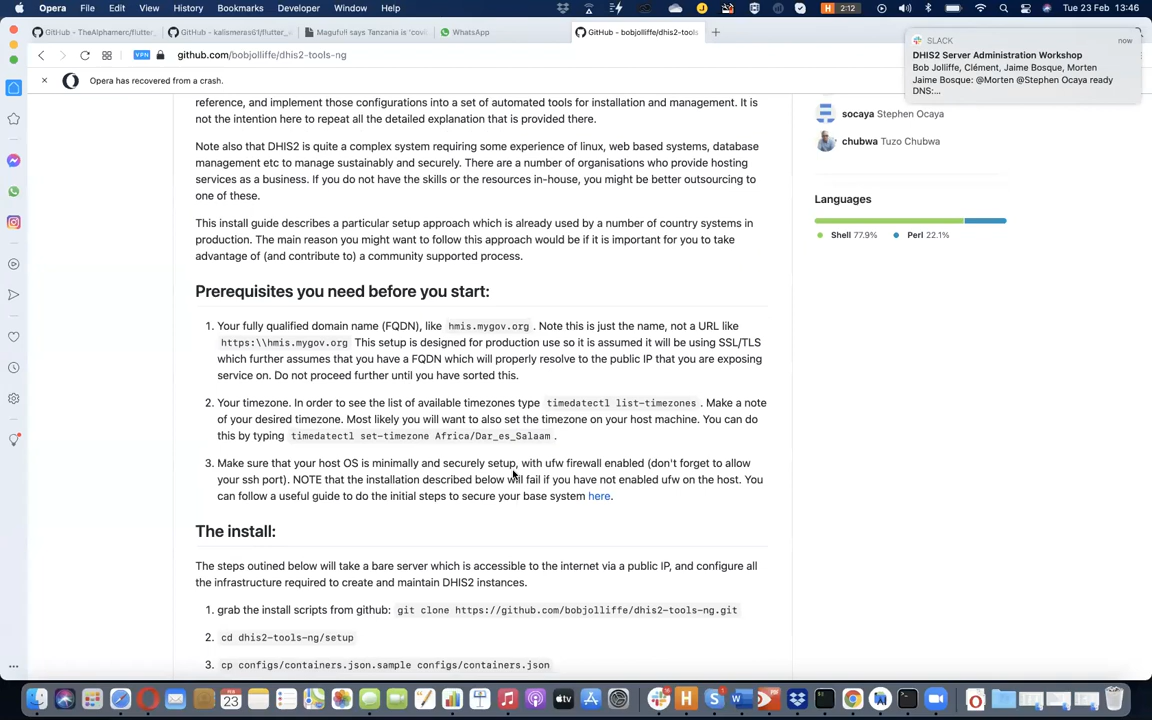 Opera File Edit View History Bookmarks Developer Window Help
2:12
Tue 23 Feb 13:46
GitHub - TheAlphamerc/flutter_
GitHub - kalismeras61/flutter_
Magufuli says Tanzania is 'covi
WhatsApp
GitHub - bobjolliffe/dhis2-tools
VPN github.com/bobjolliffe/dhis2-tools-ng
Opera has recovered from a crash.
SLACK now
DHIS2 Server Administration Workshop
Bob Jolliffe, Clément, Jaime Bosque, Morten
Jaime Bosque: @Morten @Stephen Ocaya ready
DNS:...
reference, and implement those configurations into a set of automated tools for installation and management. It is
not the intention here to repeat all the detailed explanation that is provided there.
Note also that DHIS2 is quite a complex system requiring some experience of linux, web based systems, database
management etc to manage sustainably and securely. There are a number of organisations who provide hosting
services as a business. If you do not have the skills or the resources in-house, you might be better outsourcing to
one of these.
This install guide describes a particular setup approach which is already used by a number of country systems in
production. The main reason you might want to follow this approach would be if it is important for you to take
advantage of (and contribute to) a community supported process.
Prerequisites you need before you start:
1. Your fully qualified domain name (FQDN), like hmis.mygov.org . Note this is just the name, not a URL like
https:\\hmis.mygov.org This setup is designed for production use so it is assumed it will be using SSL/TLS
which further assumes that you have a FQDN which will properly resolve to the public IP that you are exposing
service on. Do not proceed further until you have sorted this.
2. Your timezone. In order to see the list of available timezones type timedatectl list-timezones . Make a note
of your desired timezone. Most likely you will want to also set the timezone on your host machine. You can do
this by typing timedatectl set-timezone Africa/Dar_es_Salaam .
3. Make sure that your host OS is minimally and securely setup, with ufw firewall enabled (don't forget to allow
your ssh port). NOTE that the installation described below will fail if you have not enabled ufw on the host. You
can follow a useful guide to do the initial steps to secure your base system here.
The install:
The steps outined below will take a bare server which is accessible to the internet via a public IP, and configure all
the infrastructure required to create and maintain DHIS2 instances.
1. grab the install scripts from github: git clone https://github.com/bobjolliffe/dhis2-tools-ng.git
2. cd dhis2-tools-ng/setup
3. cp configs/containers.json.sample configs/containers.json
socaya Stephen Ocaya
chubwa Tuzo Chubwa
Languages
Shell 77.9% Perl 22.1%